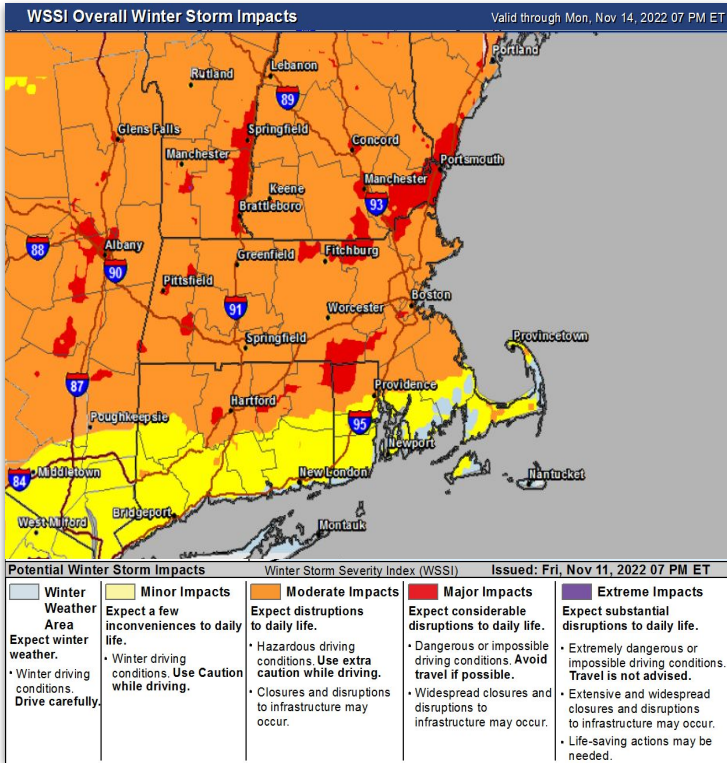 WSSI Overall Winter Storm Impacts
Valid through Mon, Nov 14, 2022 07 PM ET
Portland
Lebanon
Rutland
89
Glens Falls
Springfield
Concord
Manchester
Portsmouth
Manchester
Keene
Brattleboro
93
88
Albany
Greenfield
Fitchburg
90
Pittsfield
Boston
91
Worcester
Springfield
Provincetown
87
Providence
Hartford
Poughkeepsie
95
Newport
84
Middletown
New London
Nantucket
West Milford
Bridgeport
Montauk
Potential Winter Storm Impacts
Winter Storm Severity Index (WSSI)
Issued: Fri, Nov 11, 2022 07 PM ET
Winter
Weather
Area
Expect winter
weather.
• Winter driving
conditions.
Drive carefully.
Minor Impacts
Expect a few
inconveniences to daily
life.
• Winter driving
conditions. Use Caution
while driving.
Moderate Impacts
Expect distruptions
to daily life.
• Hazardous driving
conditions. Use extra
caution while driving.
• Closures and disruptions
to infrastructure may
occur.
Major Impacts
Expect considerable
disruptions to daily life.
• Dangerous or impossible
driving conditions. Avoid
travel if possible.
• Widespread closures and
disruptions to
infrastructure may occur.
Extreme Impacts
Expect substantial
disruptions to daily life.
• Extremely dangerous or
impossible driving conditions.
Travel is not advised.
• Extensive and widespread
closures and disruptions
to infrastructure may occur.
• Life-saving actions may be
needed.